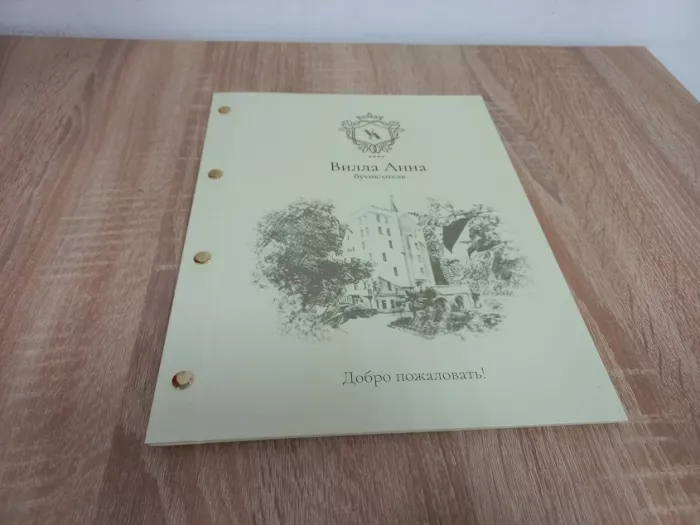 Вилла Анна
бутик-отель
Добро пожаловать!